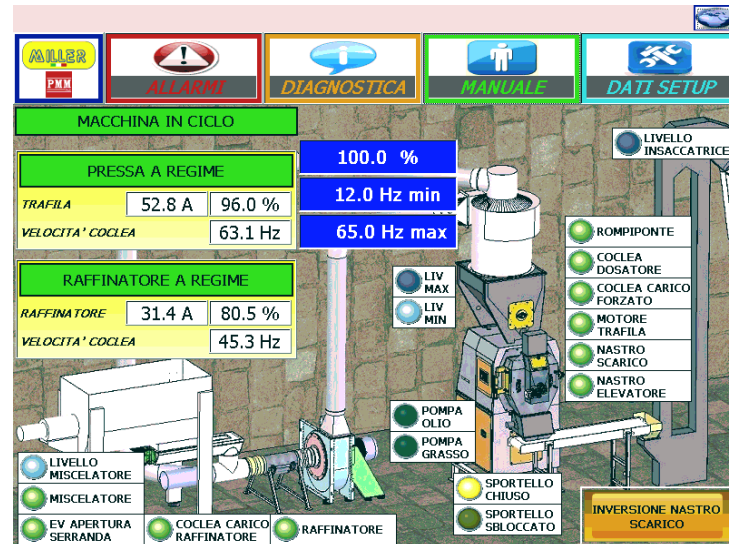 MILLER
PMM
ALLARMI
DIAGNOSTICA
MANUALE
DATI SETUP
MACCHINA IN CICLO
PRESSA A REGIME
TRAFILA 52.8 A 96.0 %
VELOCITA' COCLEA 63.1 Hz
100.0 %
12.0 Hz min
65.0 Hz max
RAFFINATORE A REGIME
RAFFINATORE 31.4 A 80.5 %
VELOCITA' COCLEA 45.3 Hz
LIV
MAX
LIV
MIN
LIVELLO
INSACCATRICE
ROMPIPONTE
COCLEA
DOSATORE
COCLEA CARICO
FORZATO
MOTORE
TRAFILA
NASTRO
SCARICO
NASTRO
ELEVATORE
POMPA
OLIO
POMPA
GRASSO
LIVELLO
MISCELATORE
MISCELATORE
EV APERTURA
SERRANDA
COCLEA CARICO
RAFFINATORE
RAFFINATORE
SPORTELLO
CHIUSO
SPORTELLO
SBLOCCATO
INVERSIONE NASTRO
SCARICO